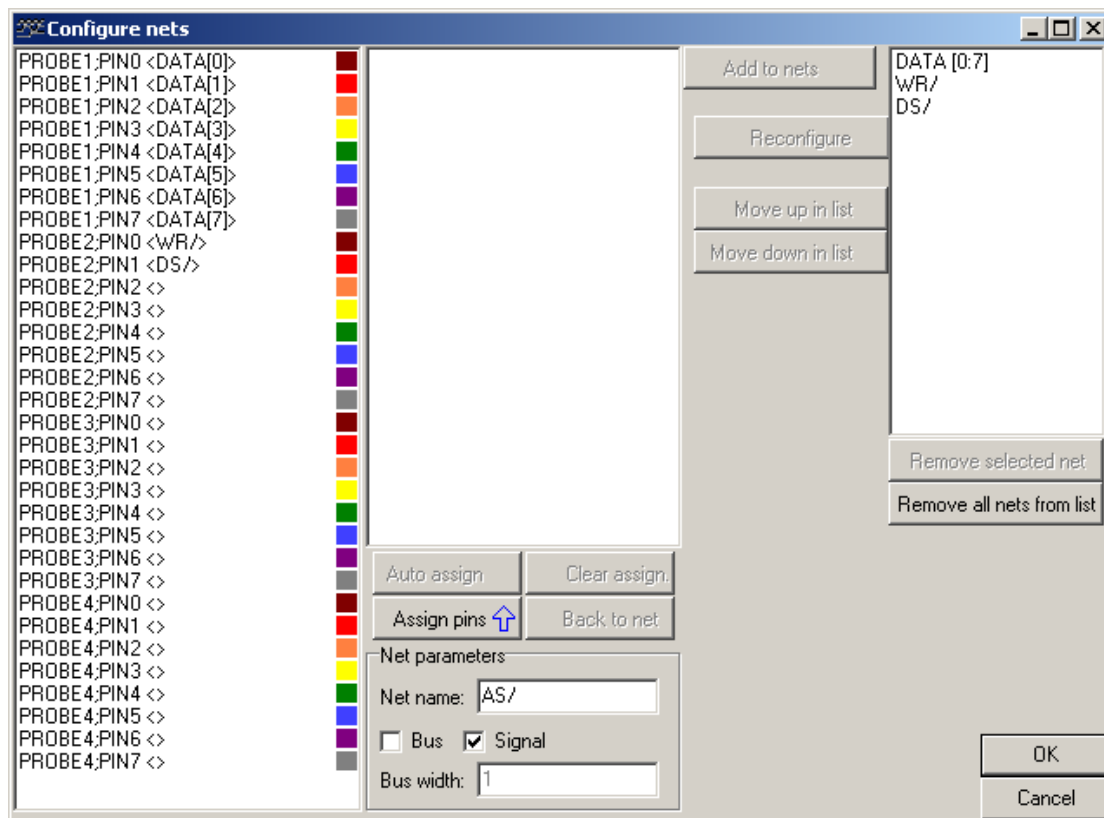 Configure nets
PROBE1;PIN0 <DATA[0]>
PROBE1;PIN1 <DATA[1]>
PROBE1;PIN2 <DATA[2]>
PROBE1;PIN3 <DATA[3]>
PROBE1;PIN4 <DATA[4]>
PROBE1;PIN5 <DATA[5]>
PROBE1;PIN6 <DATA[6]>
PROBE1;PIN7 <DATA[7]>
PROBE2;PIN0 <WR/>
PROBE2;PIN1 <DS/>
PROBE2;PIN2 <>
PROBE2;PIN3 <>
PROBE2;PIN4 <>
PROBE2;PIN5 <>
PROBE2;PIN6 <>
PROBE2;PIN7 <>
PROBE3;PIN0 <>
PROBE3;PIN1 <>
PROBE3;PIN2 <>
PROBE3;PIN3 <>
PROBE3;PIN4 <>
PROBE3;PIN5 <>
PROBE3;PIN6 <>
PROBE3;PIN7 <>
PROBE4;PIN0 <>
PROBE4;PIN1 <>
PROBE4;PIN2 <>
PROBE4;PIN3 <>
PROBE4;PIN4 <>
PROBE4;PIN5 <>
PROBE4;PIN6 <>
PROBE4;PIN7 <>
Auto assign
Clear assign.
Assign pins
Back to net
Net parameters
Net name: AS/
Bus Signal
Bus width: 1
Add to nets
Reconfigure
Move up in list
Move down in list
DATA [0:7]
WR/
DS/
Remove selected net
Remove all nets from list
OK
Cancel